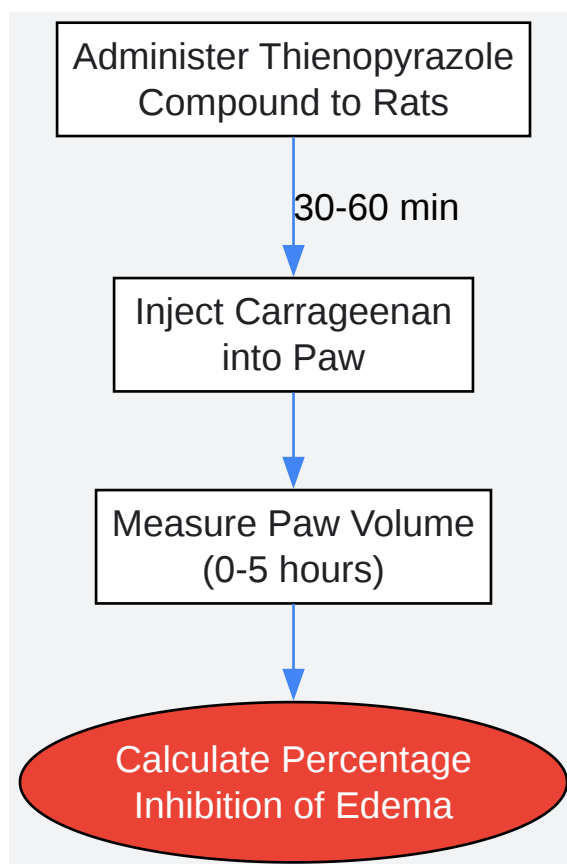 Administer Thienopyrazole
Compound to Rats
30-60 min
Inject Carrageenan
into Paw
Measure Paw Volume
(0-5 hours)
Calculate Percentage
Inhibition of Edema